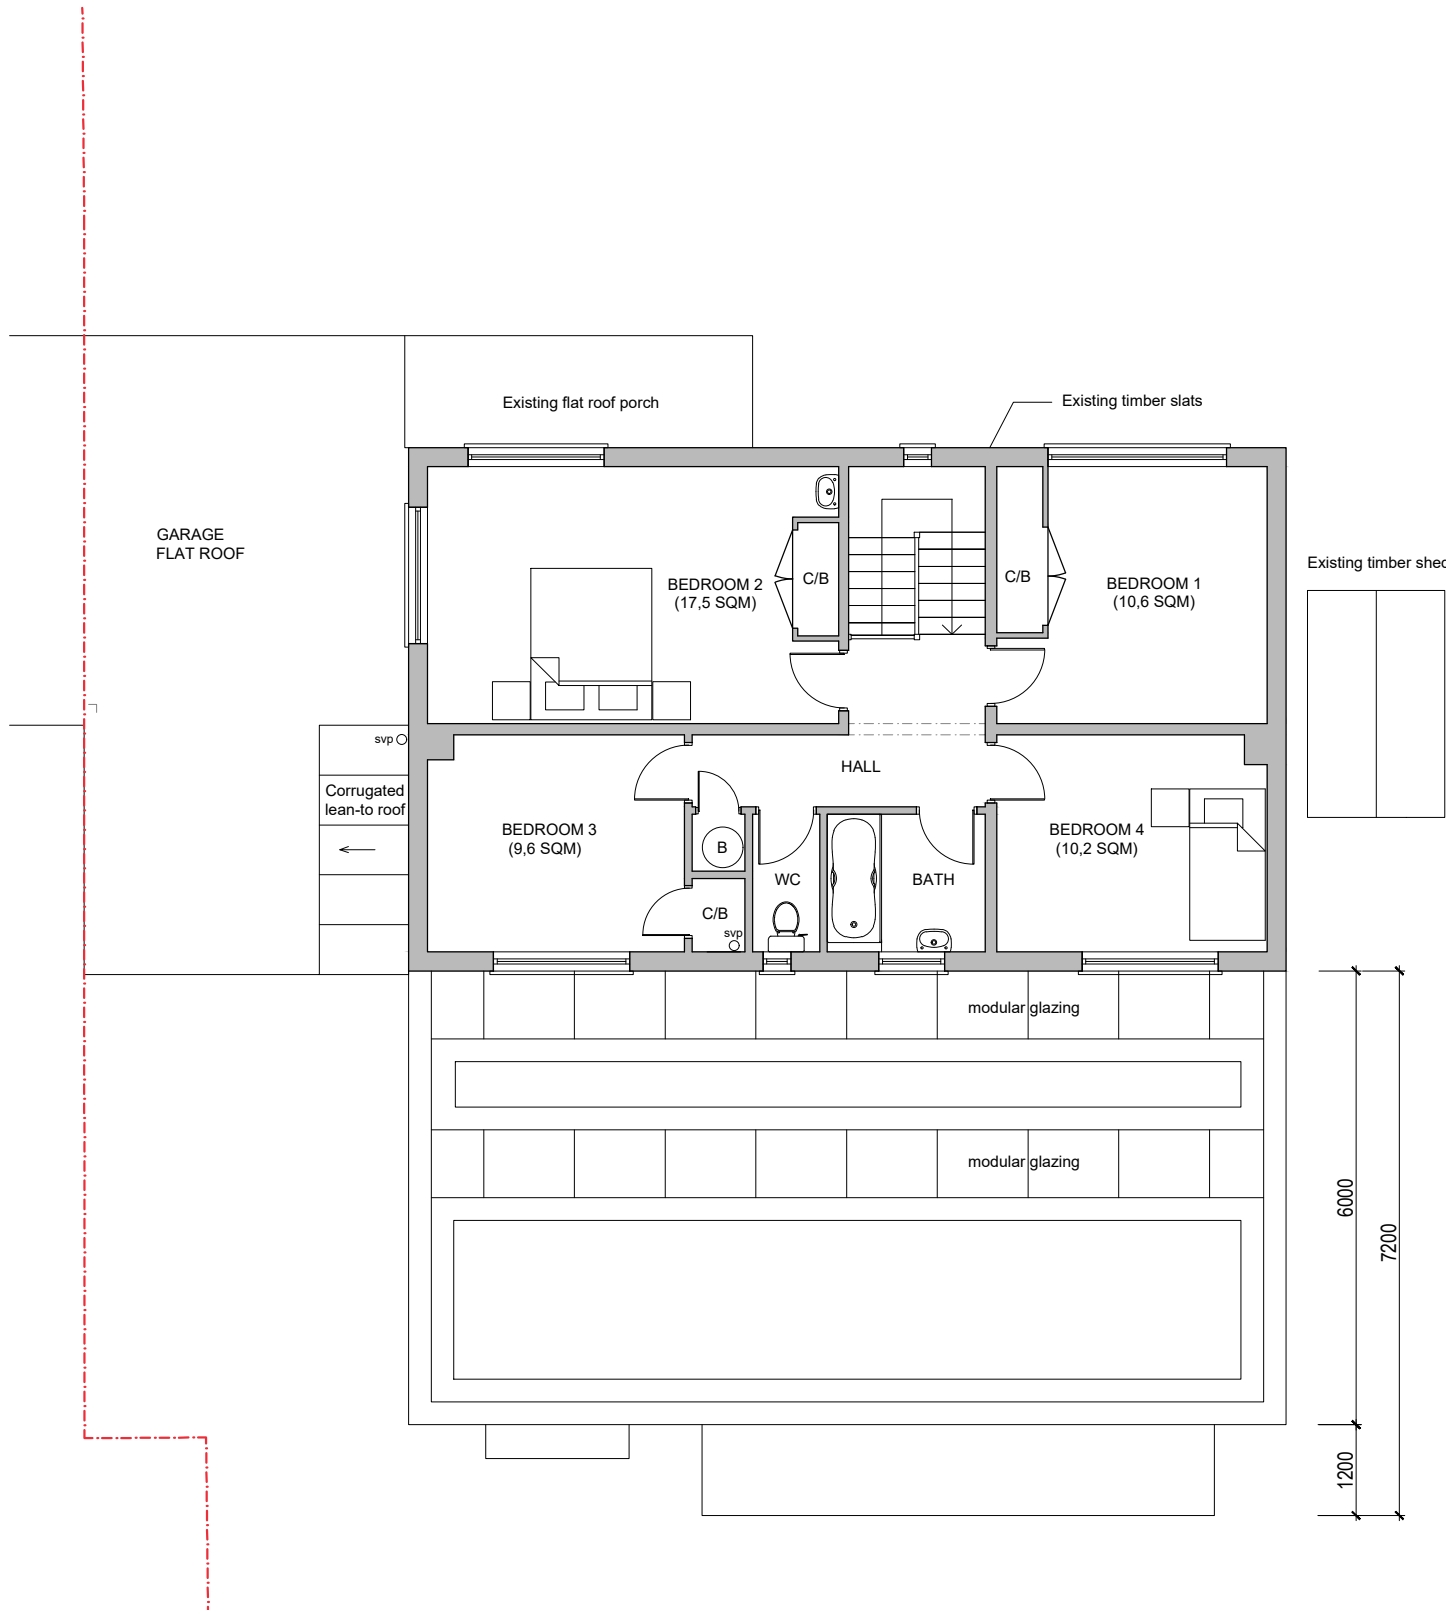 Existing flat roof porch
Existing timber slats
GARAGE
FLAT ROOF
BEDROOM 2
(17,5 SQM)
C/B
C/B
BEDROOM 1
(10,6 SQM)
Existing timber shed
svp
Corrugated
lean-to roof
HALL
BEDROOM 3
(9,6 SQM)
B
WC
BATH
BEDROOM 4
(10,2 SQM)
C/B
svp
modular glazing
modular glazing
6000
7200
1200